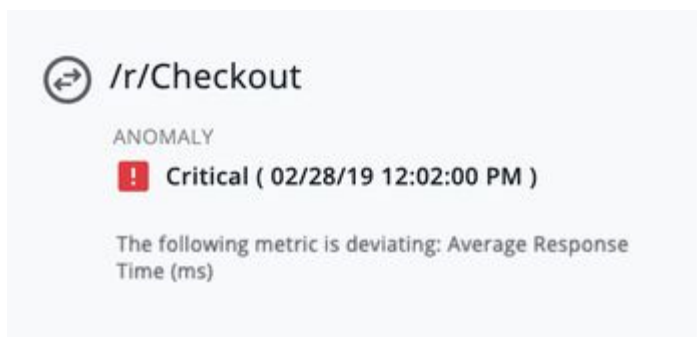 /r/Checkout
ANOMALY
! Critical ( 02/28/19 12:02:00 PM )
The following metric is deviating: Average Response
Time (ms)